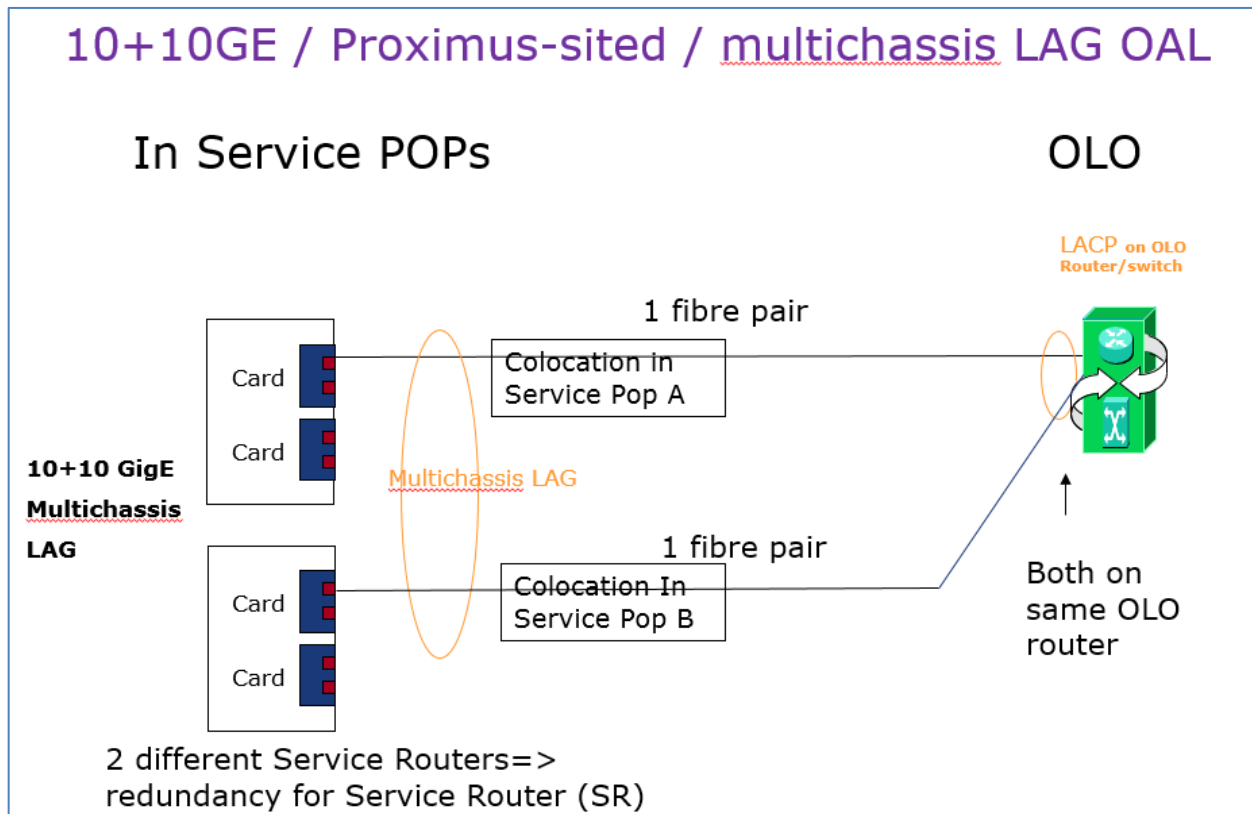 10+10GE / Proximus-sited / multichassis LAG OAL
In Service POPs
OLO
LACP on OLO
Router/switch
1 fibre pair
Colocation in
Service Pop A
Card
Card
10+10 GigE
Multichassis
LAG
Multichassis LAG
1 fibre pair
Colocation In
Service Pop B
Card
Card
Both on
same OLO
router
2 different Service Routers=>
redundancy for Service Router (SR)